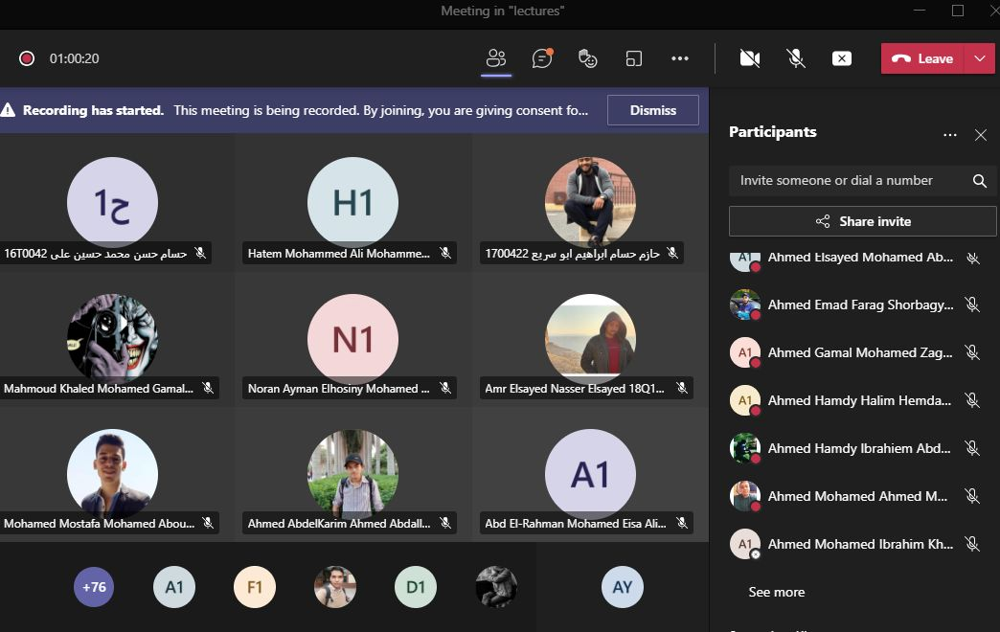 Meeting in "lectures"
01:00:20
Leave
Recording has started. This meeting is being recorded. By joining, you are giving consent fo...
Dismiss
ح1
حسام حسن محمد حسين على 16T0042
H1
Hatem Mohammed Ali Mohamme...
حازم حسام ابراهيم ابو سريع 1700422
Mahmoud Khaled Mohamed Gamal...
N1
Noran Ayman Elhosiny Mohamed ...
Amr Elsayed Nasser Elsayed 18Q1...
Mohamed Mostafa Mohamed Abou...
Ahmed AbdelKarim Ahmed Abdall...
A1
Abd El-Rahman Mohamed Eisa Ali...
+76
A1
F1
D1
AY
Participants
Invite someone or dial a number
Share invite
A1
Ahmed Elsayed Mohamed Ab...
Ahmed Emad Farag Shorbagy...
A1
Ahmed Gamal Mohamed Zag...
A1
Ahmed Hamdy Halim Hemda...
Ahmed Hamdy Ibrahiem Abd...
Ahmed Mohamed Ahmed M...
A1
Ahmed Mohamed Ibrahim Kh...
See more